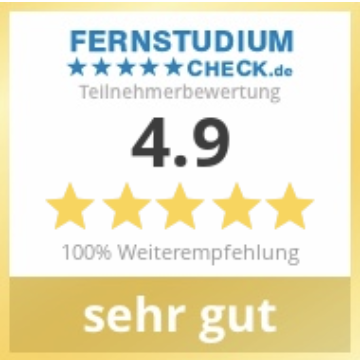 FERNSTUDIUM
CHECK.de
Teilnehmerbewertung
4.9
100% Weiterempfehlung
sehr gut